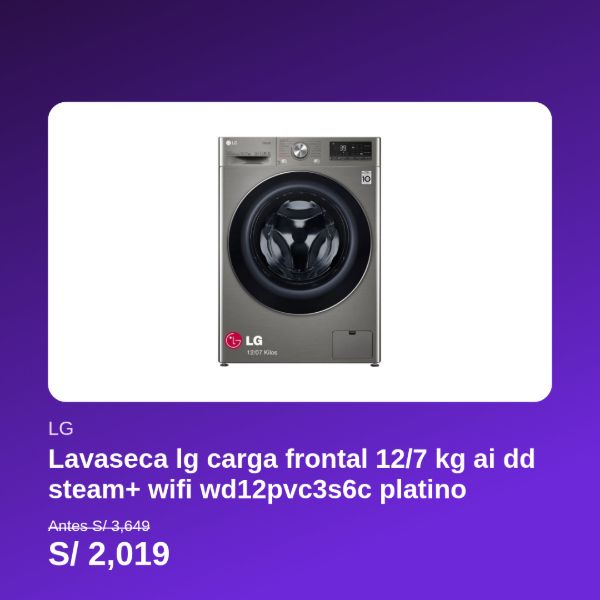 LG
LG
12/07 Kilos
LG
Lavaseca lg carga frontal 12/7 kg ai dd
steam+ wifi wd12pvc3s6c platino
Antes S/ 3,649
S/ 2,019